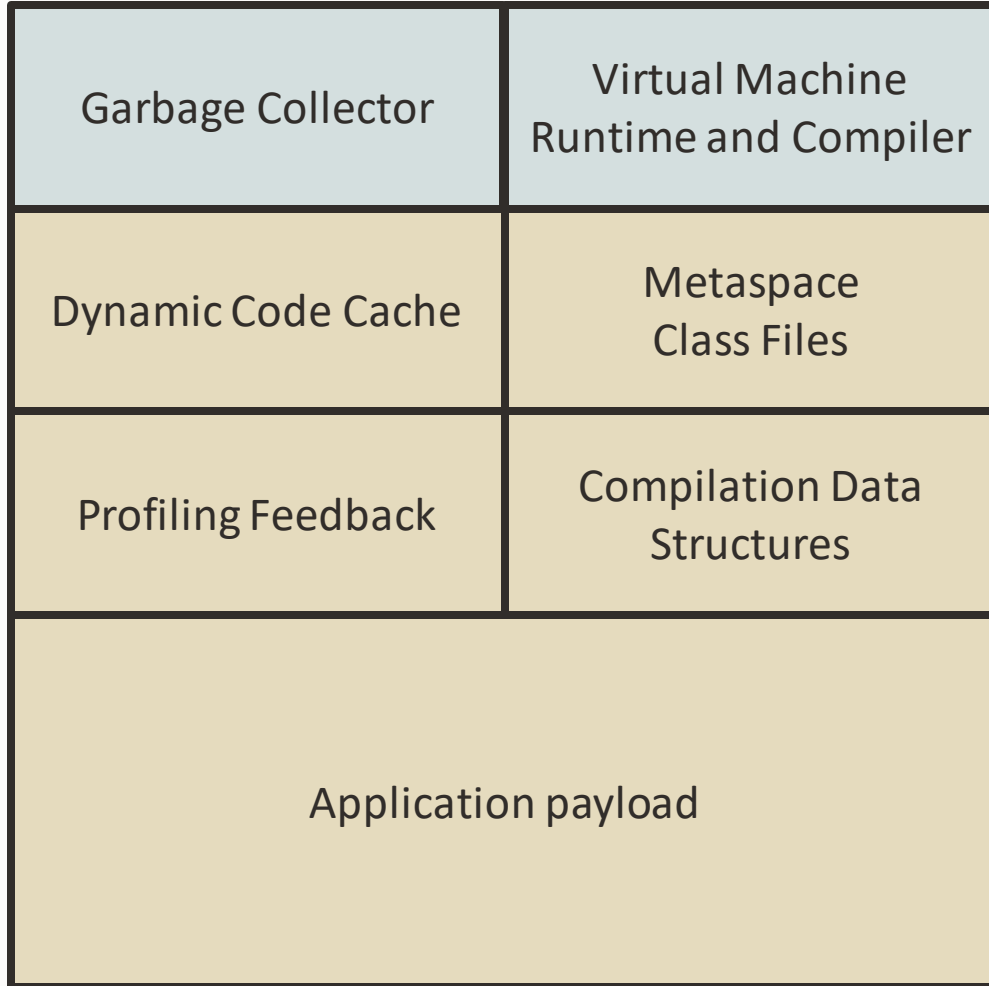 Garbage Collector
Virtual Machine
Runtime and Compiler
Dynamic Code Cache
Metaspace
Class Files
Profiling Feedback
Compilation Data
Structures
Application payload